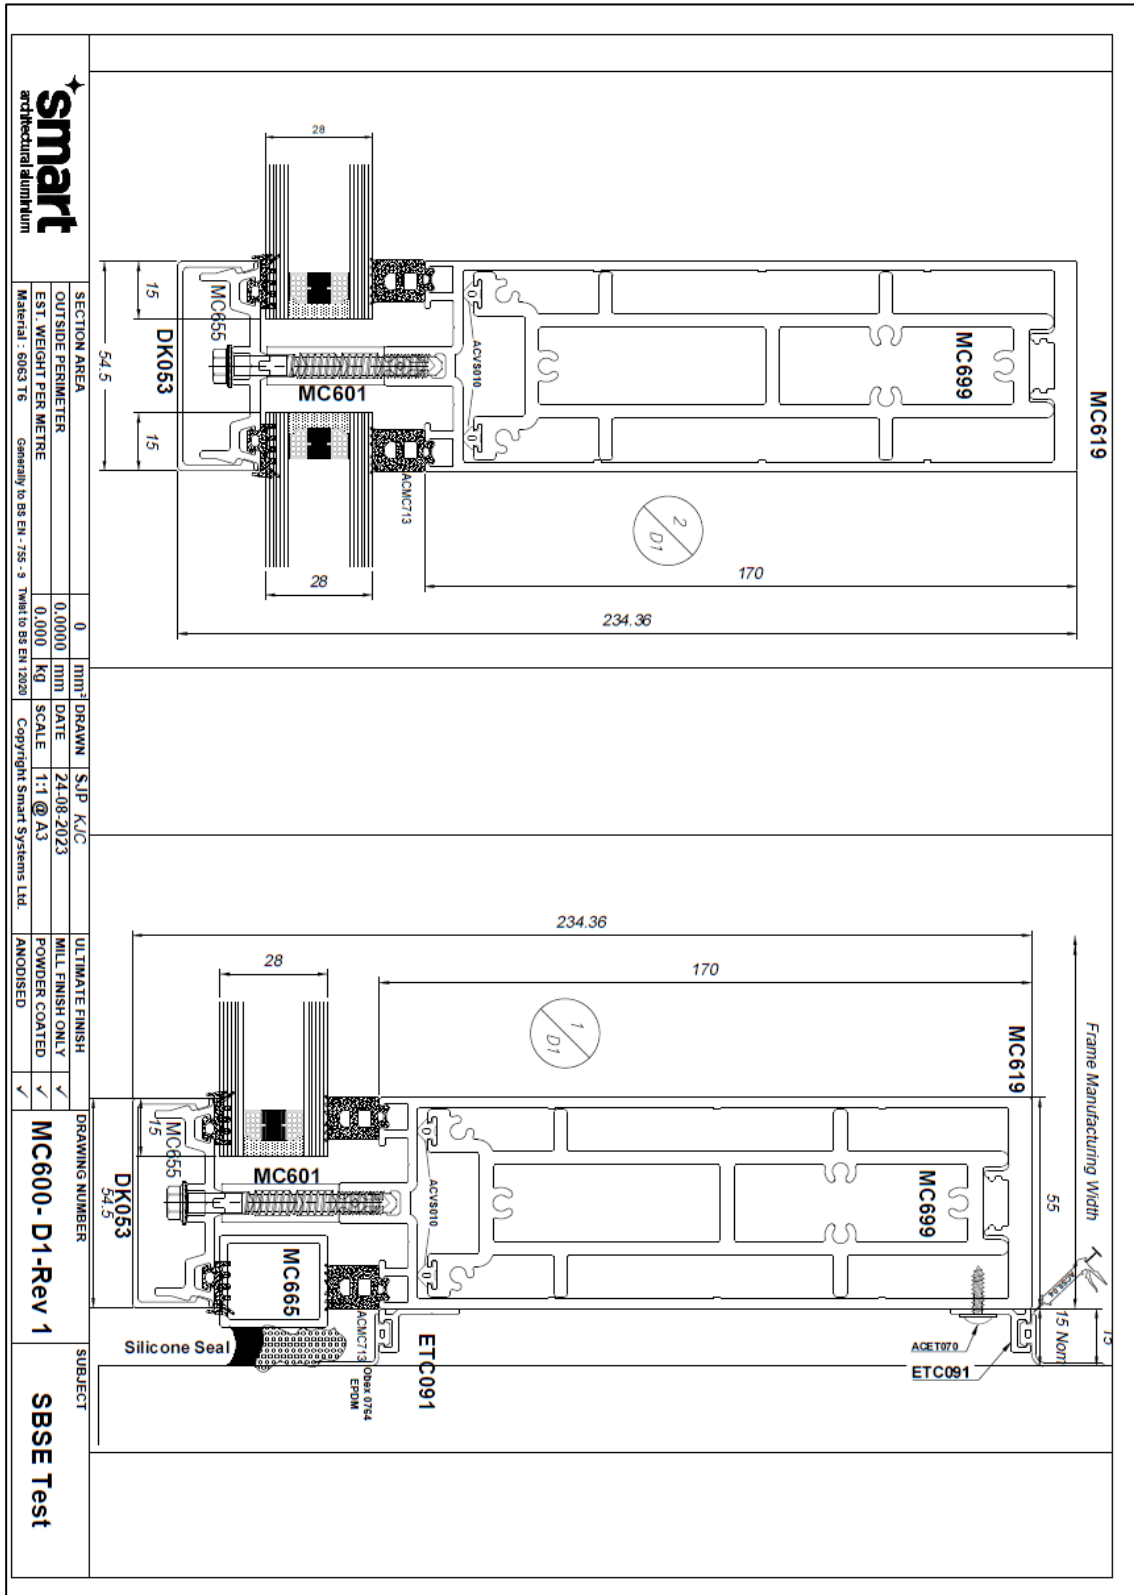 MC619
MC699
ACVS010
MC601
MC655
DK053
ACMC713
28
28
15
15
54.5
2
D1
170
234.36
Frame Manufacturing Width
234.36
170
28
1
D1
MC619
55
MC699
ACVS010
MC601
MC655
15
DK053
54.5
MC665
ACMC713
Silicone Seal
Obex 0764
EPDM
ETC091
ACET070
ETC091
15 Nom
15
smart
architectural aluminium
SECTION AREA 0 mm²
OUTSIDE PERIMETER 0.0000 mm
EST. WEIGHT PER METRE 0.000 kg
Material : 6063 T6 Generally to BS EN - 755 - 9 Twist to BS EN 12020
DRAWN SJP KJC
DATE 24-08-2023
SCALE 1:1 @ A3
Copyright Smart Systems Ltd.
ULTIMATE FINISH
MILL FINISH ONLY ✓
POWDER COATED ✓
ANODISED ✓
DRAWING NUMBER
MC600- D1-Rev 1
SUBJECT
SBSE Test